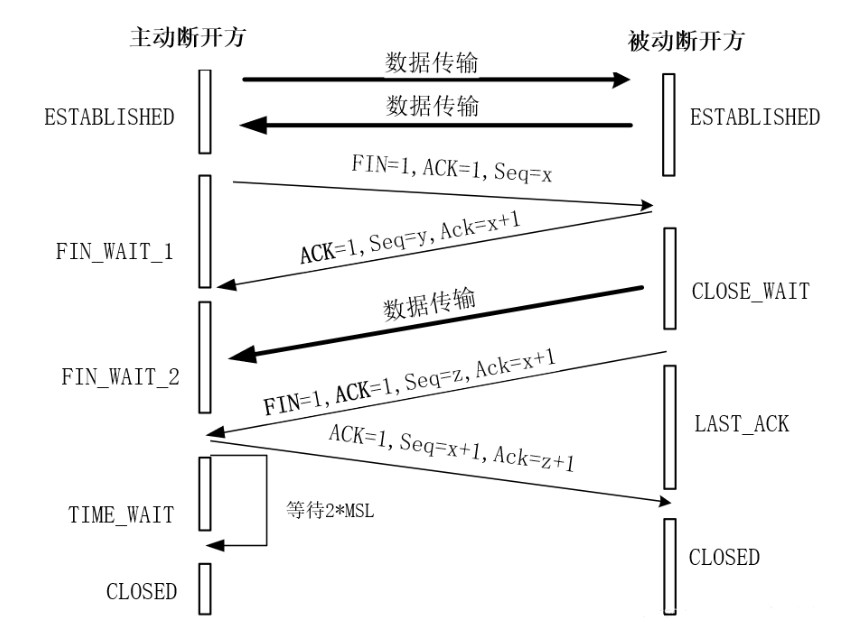 主动断开方
被动断开方
数据传输
数据传输
ESTABLISHED
ESTABLISHED
FIN=1, ACK=1, Seq=x
ACK=1, Seq=y, Ack=x+1
FIN_WAIT_1
CLOSE_WAIT
数据传输
FIN_WAIT_2
FIN=1, ACK=1, Seq=z, Ack=x+1
LAST_ACK
ACK=1, Seq=x+1, Ack=z+1
TIME_WAIT
等待2*MSL
CLOSED
CLOSED